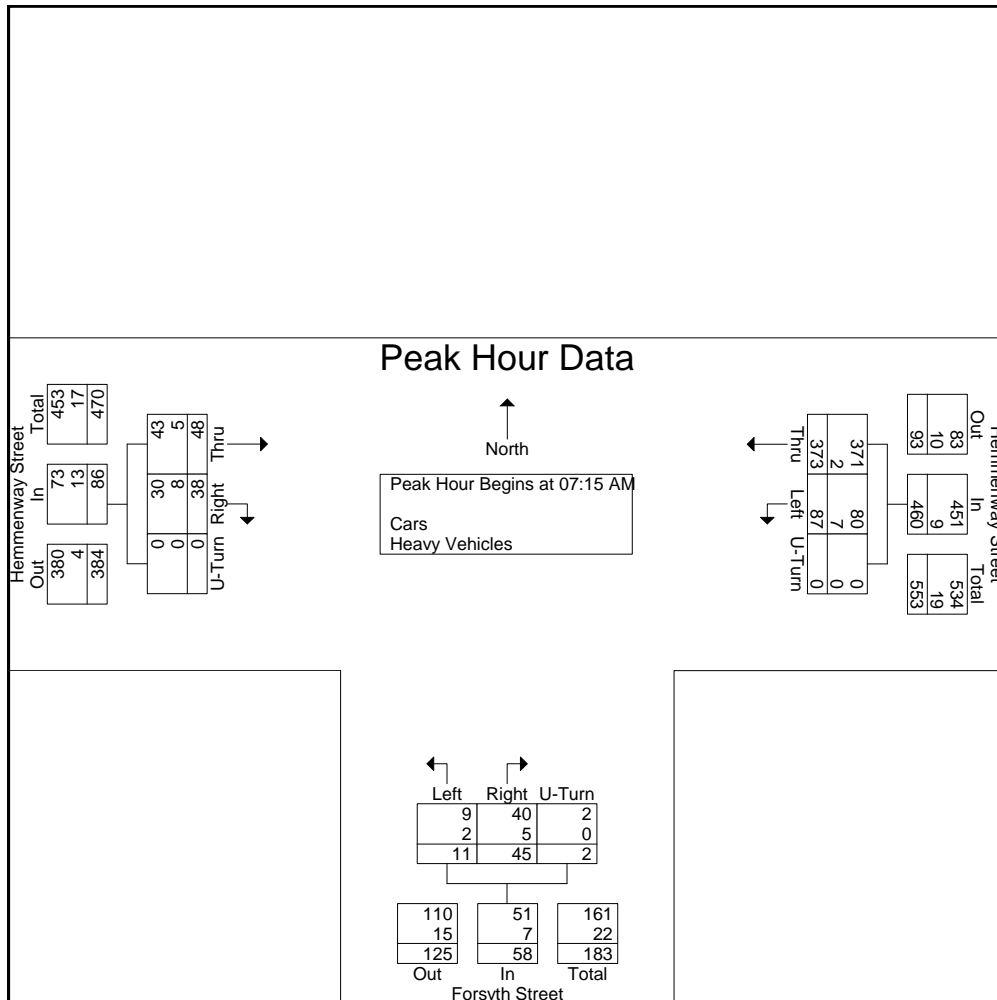 Peak Hour Data
North
Peak Hour Begins at 07:15 AM
Cars
Heavy Vehicles
Hemmenway Street
Total In Out
453 73 380
17 13 4
470 86 384
43 30 0
5 8 0
48 38 0
Thru Right U-Turn
Hemmenway Street
Out In Total
83 451 534
10 9 19
93 460 553
371 80 0
2 7 0
373 87 0
Thru Left U-Turn
Left Right U-Turn
9 40 2
2 5 0
11 45 2
110 51 161
15 7 22
125 58 183
Out In Total
Forsyth Street